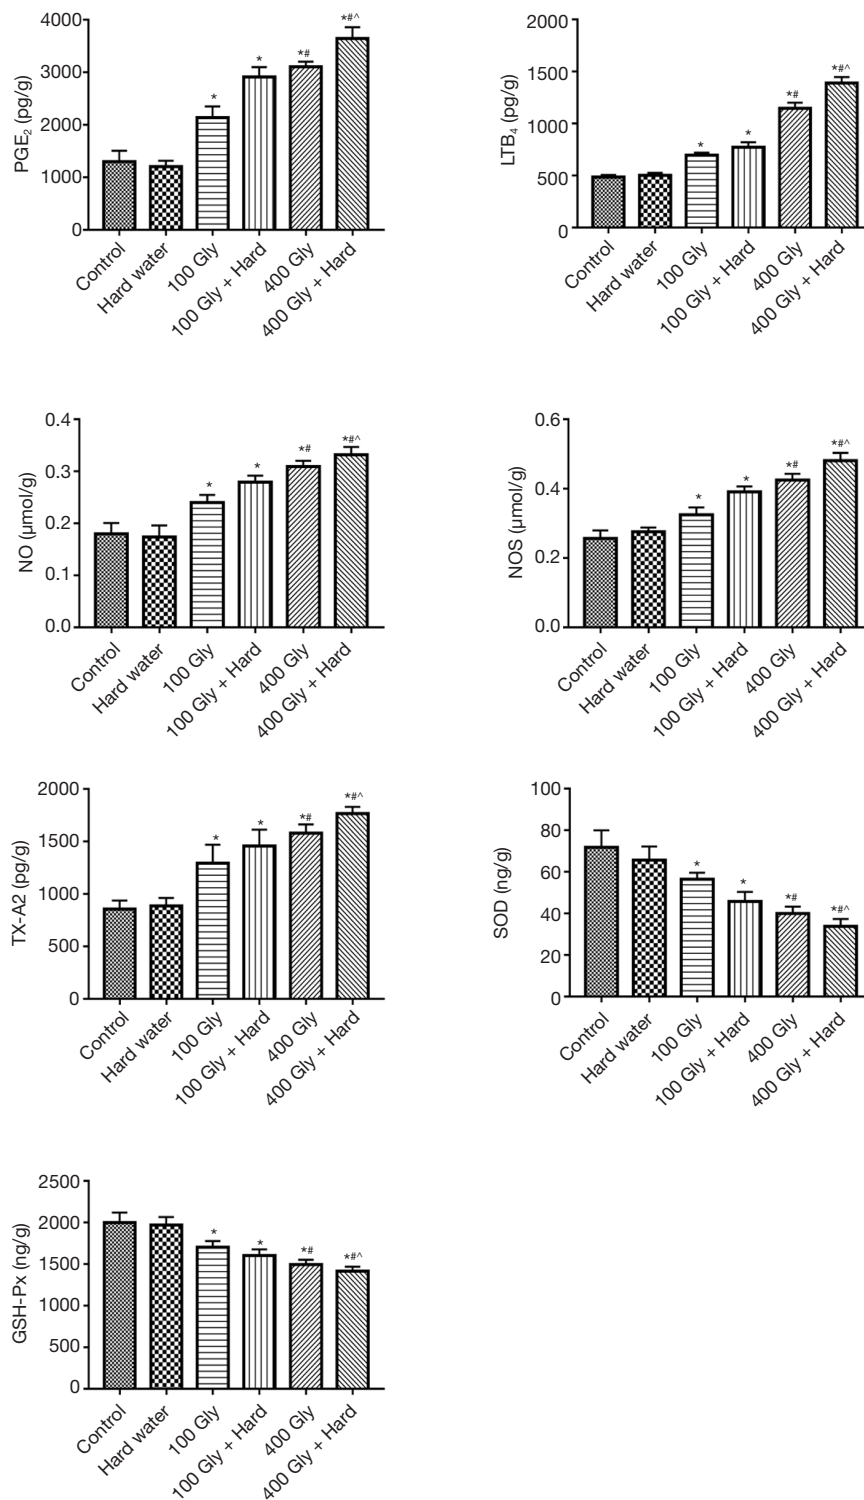 PGE₂ (pg/g)
4000
3000
2000
1000
0
*
*
*#
*#^
Control
Hard water
100 Gly
100 Gly + Hard
400 Gly
400 Gly + Hard
LTB₄ (pg/g)
2000
1500
1000
500
0
*
*
*#
*#^
Control
Hard water
100 Gly
100 Gly + Hard
400 Gly
400 Gly + Hard
NO (μmol/g)
0.4
0.3
0.2
0.1
0.0
*
*
*#
*#^
Control
Hard water
100 Gly
100 Gly + Hard
400 Gly
400 Gly + Hard
NOS (μmol/g)
0.6
0.4
0.2
0.0
*
*
*#
*#^
Control
Hard water
100 Gly
100 Gly + Hard
400 Gly
400 Gly + Hard
TX-A2 (pg/g)
2000
1500
1000
500
0
*
*
*#
*#^
Control
Hard water
100 Gly
100 Gly + Hard
400 Gly
400 Gly + Hard
SOD (ng/g)
100
80
60
40
20
0
*
*
*#
*#^
Control
Hard water
100 Gly
100 Gly + Hard
400 Gly
400 Gly + Hard
GSH-Px (ng/g)
2500
2000
1500
1000
500
0
*
*
*#
*#^
Control
Hard water
100 Gly
100 Gly + Hard
400 Gly
400 Gly + Hard